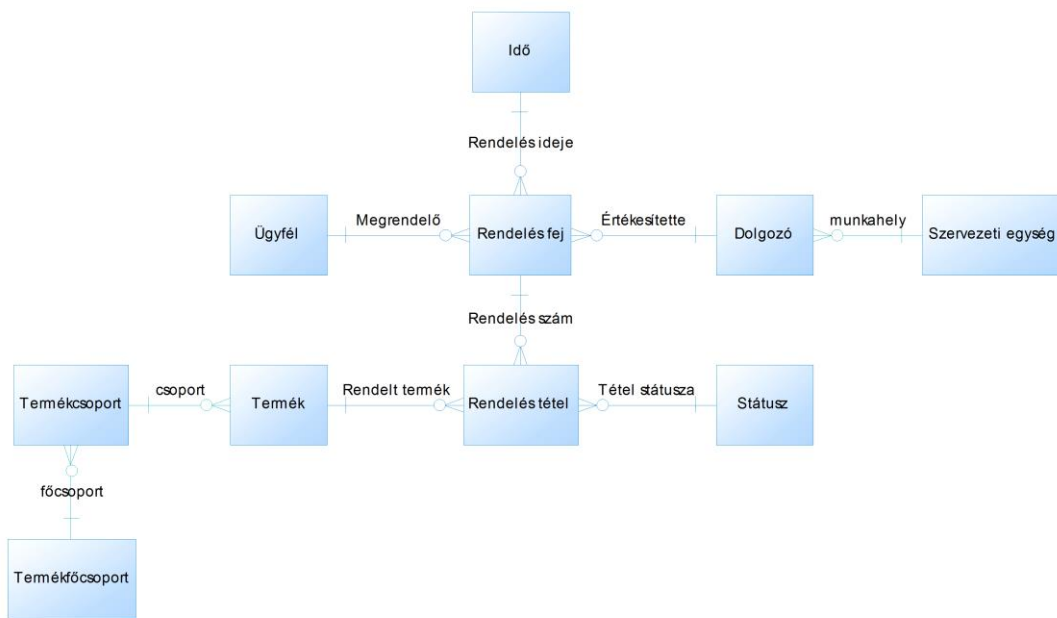 Idő
Rendelés ideje
Ügyfél
Megrendelő
Rendelés fej
Értékesítette
Dolgozó
munkahely
Szervezeti egység
Rendelés szám
Termékcsoport
csoport
Termék
Rendelt termék
Rendelés tétel
Tétel státusza
Státusz
főcsoport
Termékfőcsoport